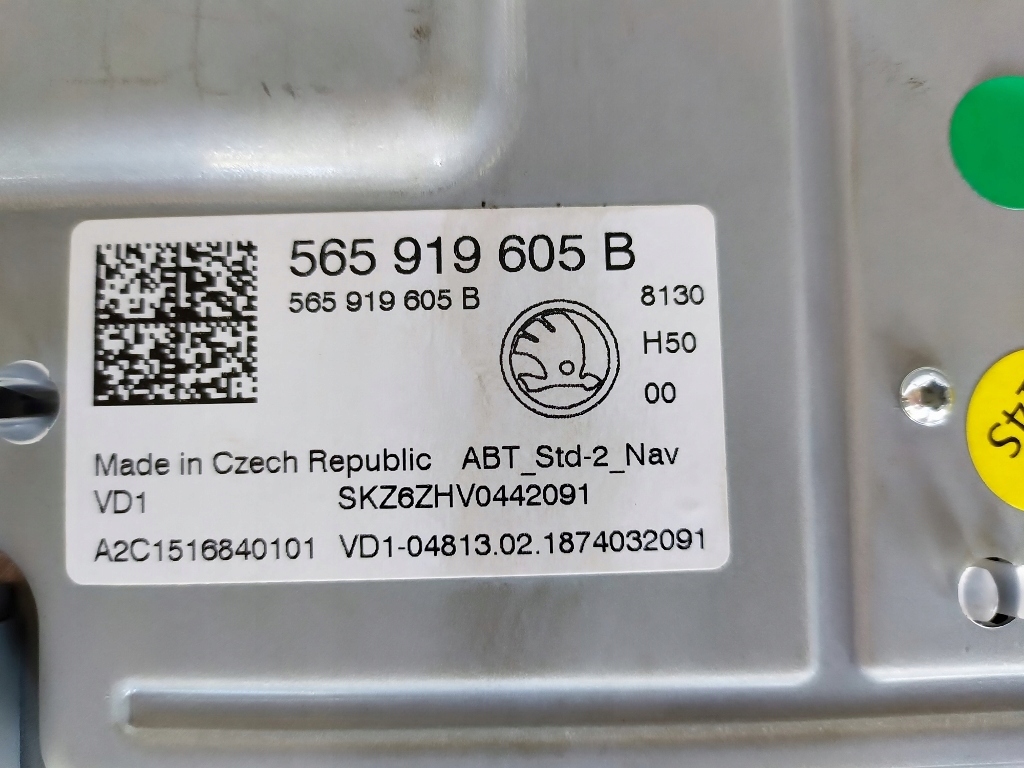 565 919 605 B
565 919 605 B
8130
H50
00
Made in Czech Republic ABT_Std-2_Nav
VD1 SKZ6ZHV0442091
A2C1516840101 VD1-04813.02.1874032091